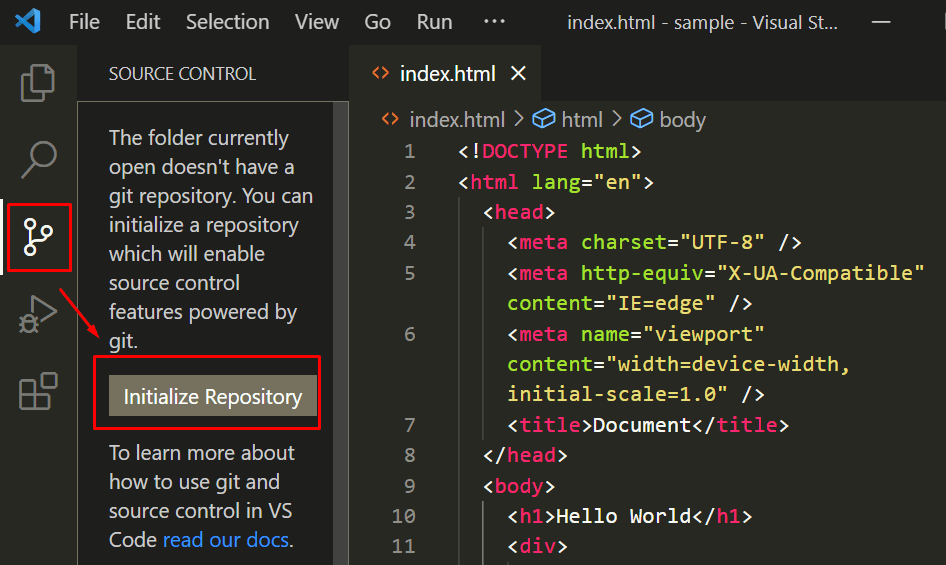 File Edit Selection View Go Run ··· index.html - sample - Visual St...
SOURCE CONTROL
The folder currently
open doesn't have a
git repository. You can
initialize a repository
which will enable
source control
features powered by
git.
Initialize Repository
To learn more about
how to use git and
source control in VS
Code read our docs.
<> index.html ×
<> index.html > html > body
1 <!DOCTYPE html>
2 <html lang="en">
3 <head>
4 <meta charset="UTF-8" />
5 <meta http-equiv="X-UA-Compatible"
content="IE=edge" />
6 <meta name="viewport"
content="width=device-width,
initial-scale=1.0" />
7 <title>Document</title>
8 </head>
9 <body>
10 <h1>Hello World</h1>
11 <div>